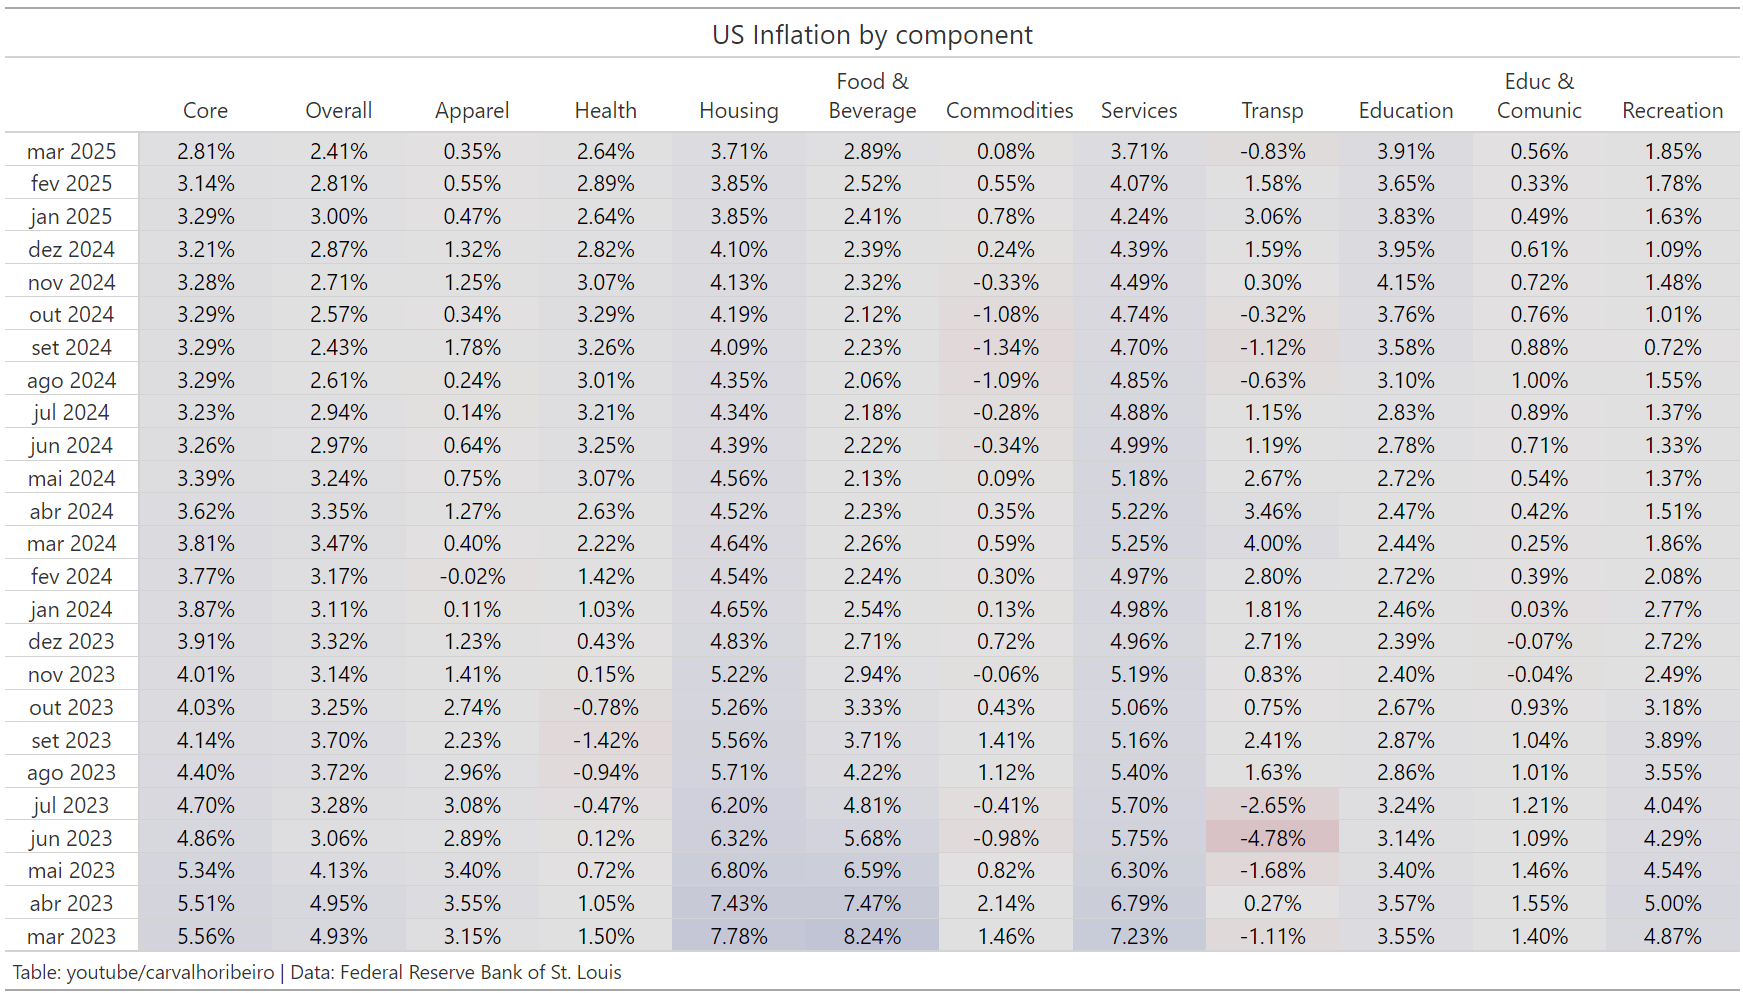 US Inflation by component
Core Overall Apparel Health Housing Food & Beverage Commodities Services Transp Education Educ & Comunic Recreation
mar 2025 2.81% 2.41% 0.35% 2.64% 3.71% 2.89% 0.08% 3.71% -0.83% 3.91% 0.56% 1.85%
fev 2025 3.14% 2.81% 0.55% 2.89% 3.85% 2.52% 0.55% 4.07% 1.58% 3.65% 0.33% 1.78%
jan 2025 3.29% 3.00% 0.47% 2.64% 3.85% 2.41% 0.78% 4.24% 3.06% 3.83% 0.49% 1.63%
dez 2024 3.21% 2.87% 1.32% 2.82% 4.10% 2.39% 0.24% 4.39% 1.59% 3.95% 0.61% 1.09%
nov 2024 3.28% 2.71% 1.25% 3.07% 4.13% 2.32% -0.33% 4.49% 0.30% 4.15% 0.72% 1.48%
out 2024 3.29% 2.57% 0.34% 3.29% 4.19% 2.12% -1.08% 4.74% -0.32% 3.76% 0.76% 1.01%
set 2024 3.29% 2.43% 1.78% 3.26% 4.09% 2.23% -1.34% 4.70% -1.12% 3.58% 0.88% 0.72%
ago 2024 3.29% 2.61% 0.24% 3.01% 4.35% 2.06% -1.09% 4.85% -0.63% 3.10% 1.00% 1.55%
jul 2024 3.23% 2.94% 0.14% 3.21% 4.34% 2.18% -0.28% 4.88% 1.15% 2.83% 0.89% 1.37%
jun 2024 3.26% 2.97% 0.64% 3.25% 4.39% 2.22% -0.34% 4.99% 1.19% 2.78% 0.71% 1.33%
mai 2024 3.39% 3.24% 0.75% 3.07% 4.56% 2.13% 0.09% 5.18% 2.67% 2.72% 0.54% 1.37%
abr 2024 3.62% 3.35% 1.27% 2.63% 4.52% 2.23% 0.35% 5.22% 3.46% 2.47% 0.42% 1.51%
mar 2024 3.81% 3.47% 0.40% 2.22% 4.64% 2.26% 0.59% 5.25% 4.00% 2.44% 0.25% 1.86%
fev 2024 3.77% 3.17% -0.02% 1.42% 4.54% 2.24% 0.30% 4.97% 2.80% 2.72% 0.39% 2.08%
jan 2024 3.87% 3.11% 0.11% 1.03% 4.65% 2.54% 0.13% 4.98% 1.81% 2.46% 0.03% 2.77%
dez 2023 3.91% 3.32% 1.23% 0.43% 4.83% 2.71% 0.72% 4.96% 2.71% 2.39% -0.07% 2.72%
nov 2023 4.01% 3.14% 1.41% 0.15% 5.22% 2.94% -0.06% 5.19% 0.83% 2.40% -0.04% 2.49%
out 2023 4.03% 3.25% 2.74% -0.78% 5.26% 3.33% 0.43% 5.06% 0.75% 2.67% 0.93% 3.18%
set 2023 4.14% 3.70% 2.23% -1.42% 5.56% 3.71% 1.41% 5.16% 2.41% 2.87% 1.04% 3.89%
ago 2023 4.40% 3.72% 2.96% -0.94% 5.71% 4.22% 1.12% 5.40% 1.63% 2.86% 1.01% 3.55%
jul 2023 4.70% 3.28% 3.08% -0.47% 6.20% 4.81% -0.41% 5.70% -2.65% 3.24% 1.21% 4.04%
jun 2023 4.86% 3.06% 2.89% 0.12% 6.32% 5.68% -0.98% 5.75% -4.78% 3.14% 1.09% 4.29%
mai 2023 5.34% 4.13% 3.40% 0.72% 6.80% 6.59% 0.82% 6.30% -1.68% 3.40% 1.46% 4.54%
abr 2023 5.51% 4.95% 3.55% 1.05% 7.43% 7.47% 2.14% 6.79% 0.27% 3.57% 1.55% 5.00%
mar 2023 5.56% 4.93% 3.15% 1.50% 7.78% 8.24% 1.46% 7.23% -1.11% 3.55% 1.40% 4.87%
Table: youtube/carvalhoribeiro | Data: Federal Reserve Bank of St. Louis